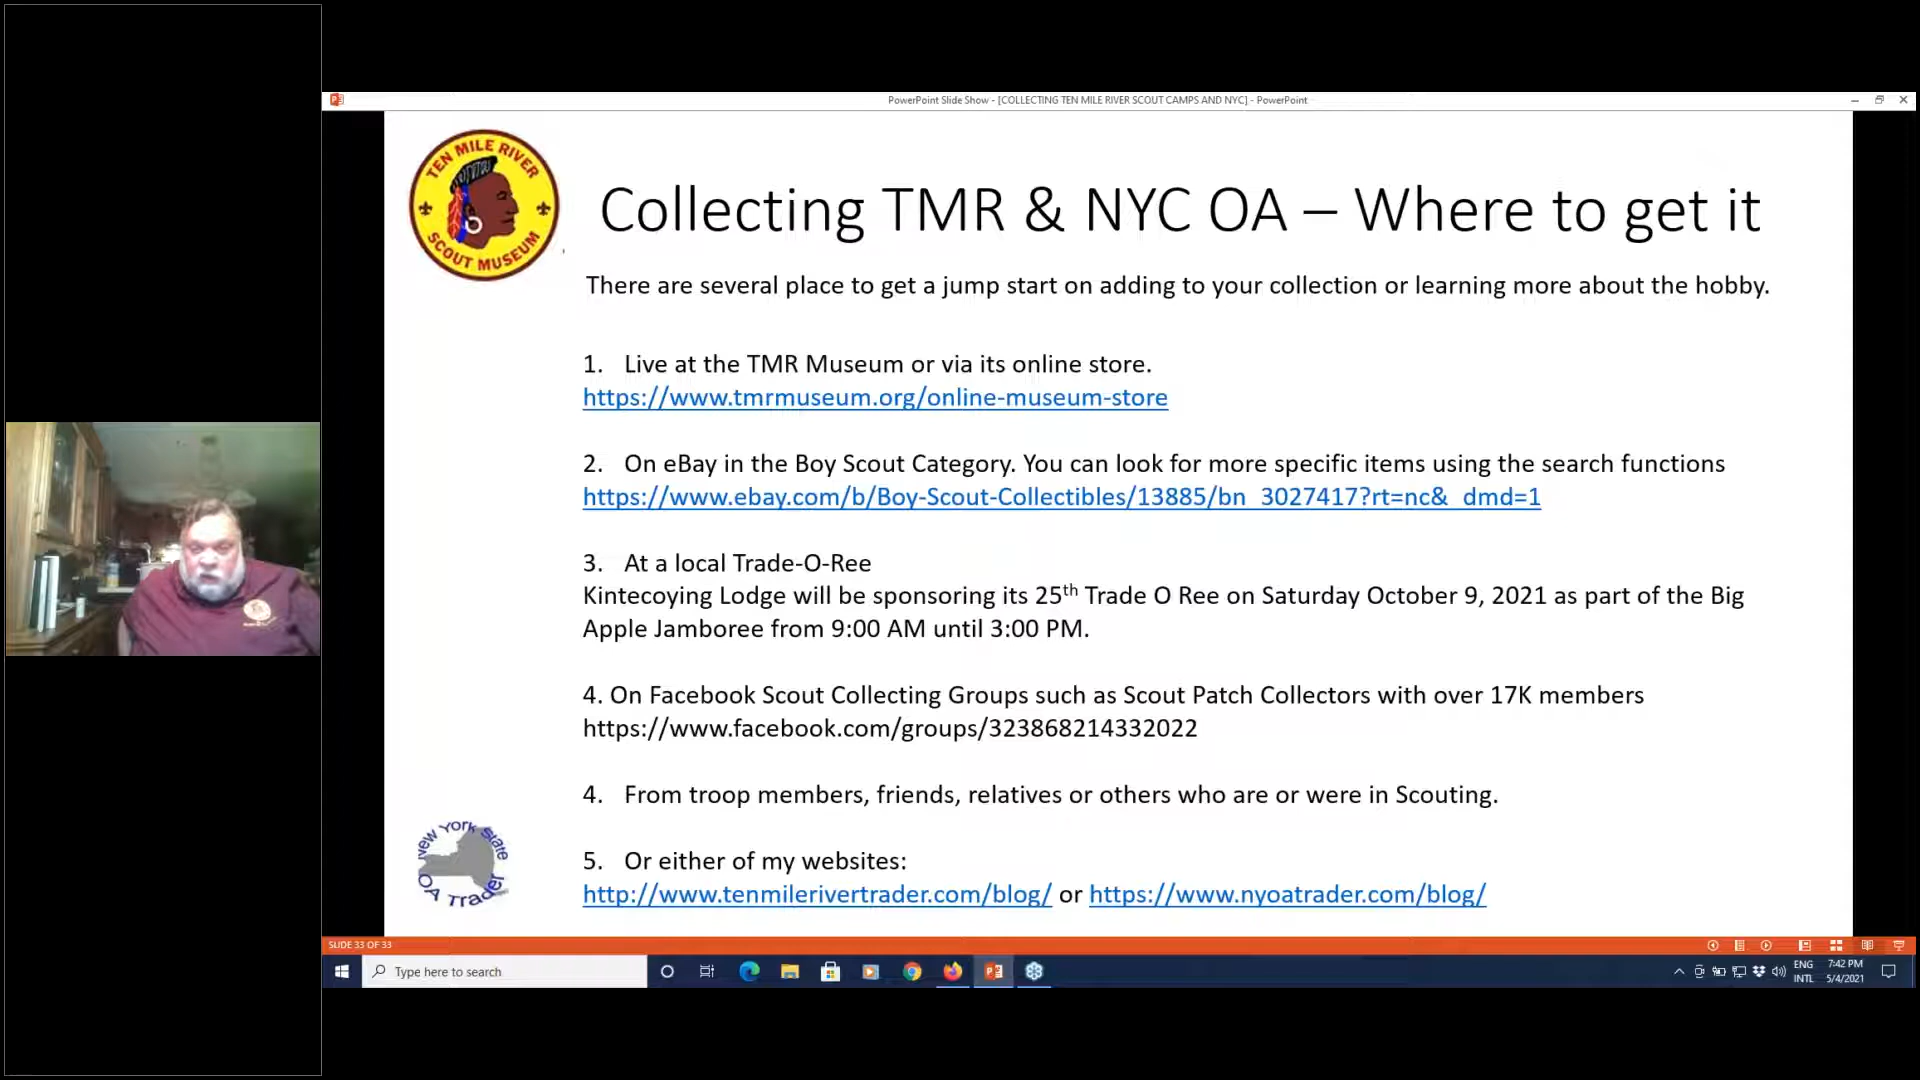 PowerPoint Slide Show - [COLLECTING TEN MILE RIVER SCOUT CAMPS AND NYC] - PowerPoint
TEN MILE RIVER
SCOUT MUSEUM
Collecting TMR & NYC OA – Where to get it
There are several place to get a jump start on adding to your collection or learning more about the hobby.
1. Live at the TMR Museum or via its online store.
https://www.tmrmuseum.org/online-museum-store
2. On eBay in the Boy Scout Category. You can look for more specific items using the search functions
https://www.ebay.com/b/Boy-Scout-Collectibles/13885/bn_3027417?rt=nc&_dmd=1
3. At a local Trade-O-Ree
Kintecoying Lodge will be sponsoring its 25th Trade O Ree on Saturday October 9, 2021 as part of the Big
Apple Jamboree from 9:00 AM until 3:00 PM.
4. On Facebook Scout Collecting Groups such as Scout Patch Collectors with over 17K members
https://www.facebook.com/groups/323868214332022
4. From troop members, friends, relatives or others who are or were in Scouting.
5. Or either of my websites:
http://www.tenmilerivertrader.com/blog/ or https://www.nyoatrader.com/blog/
New York State
OA Trader
SLIDE 33 OF 33
Type here to search
ENG
INTL
7:42 PM
5/4/2021